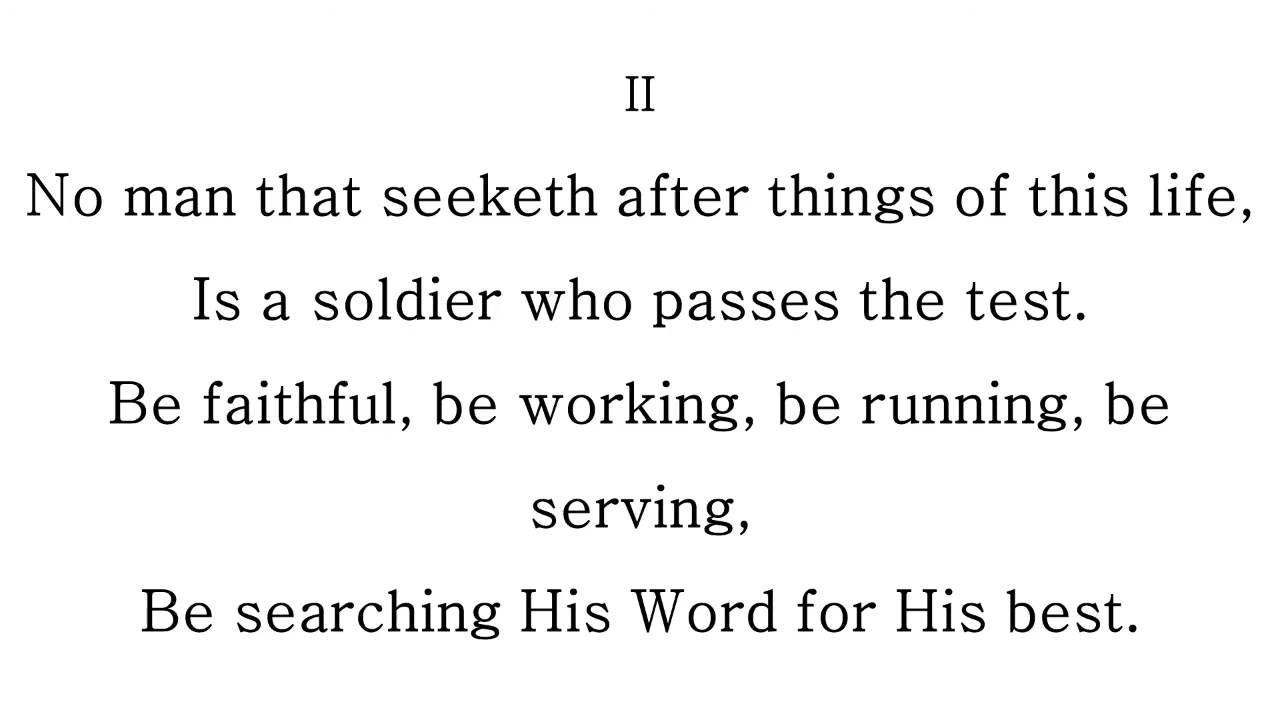 II
No man that seeketh after things of this life,
Is a soldier who passes the test.
Be faithful, be working, be running, be
serving,
Be searching His Word for His best.